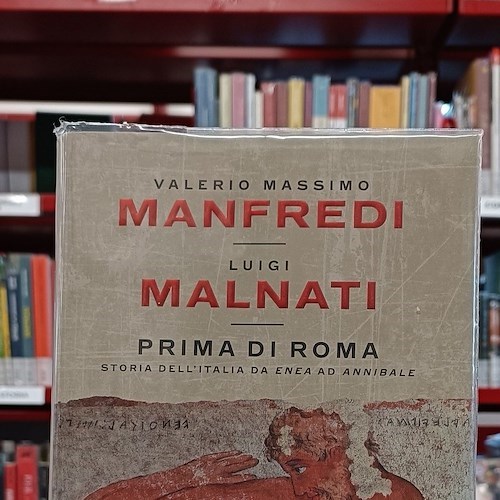 VALERIO MASSIMO
MANFREDI
LUIGI
MALNATI
PRIMA DI ROMA
STORIA DELL'ITALIA DA ENEA AD ANNIBALE